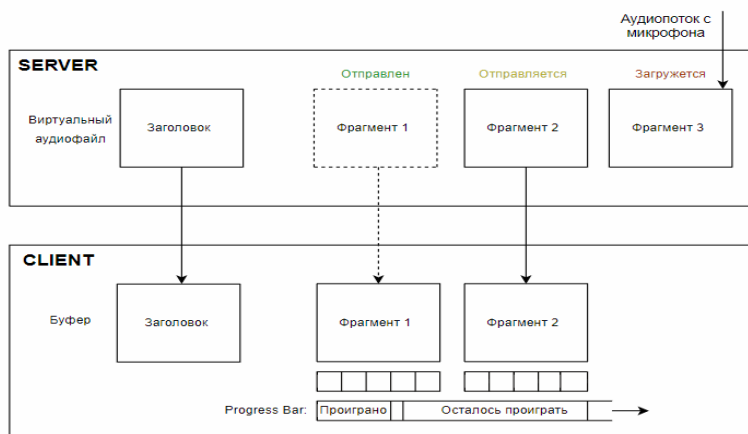 Аудиопоток с
микрофона
SERVER
Отправлен
Отправляется
Загружется
Виртуальный
аудиофайл
Заголовок
Фрагмент 1
Фрагмент 2
Фрагмент 3
CLIENT
Буфер
Заголовок
Фрагмент 1
Фрагмент 2
Progress Bar:
Проиграно
Осталось проиграть